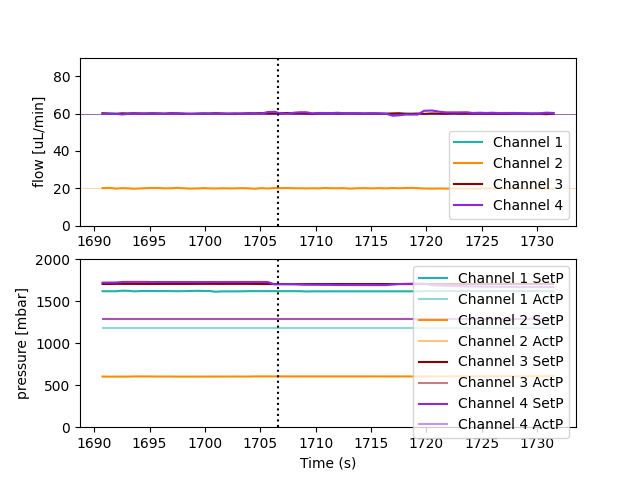 80
60
40
20
0
flow [uL/min]
Channel 1
Channel 2
Channel 3
Channel 4
1690 1695 1700 1705 1710 1715 1720 1725 1730
2000
1500
1000
500
0
pressure [mbar]
Channel 1 SetP
Channel 1 ActP
Channel 2 SetP
Channel 2 ActP
Channel 3 SetP
Channel 3 ActP
Channel 4 SetP
Channel 4 ActP
1690 1695 1700 1705 1710 1715 1720 1725 1730
Time (s)